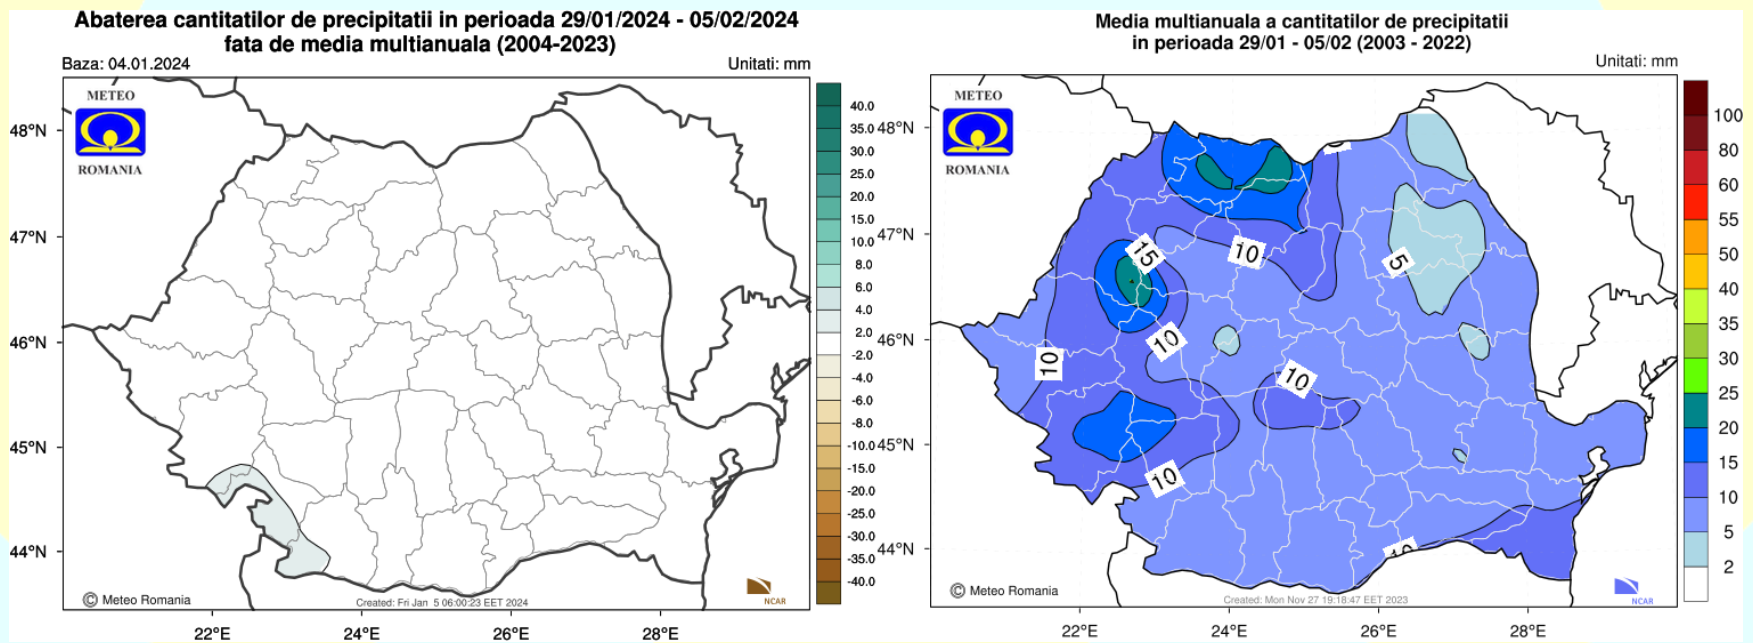 Abaterea cantitatilor de precipitatii in perioada 29/01/2024 - 05/02/2024
fata de media multianuala (2004-2023)
Baza: 04.01.2024
Unitati: mm
METEO
ROMANIA
48°N
47°N
46°N
45°N
44°N
22°E
24°E
26°E
28°E
40.0
35.0
30.0
25.0
20.0
15.0
10.0
8.0
6.0
4.0
2.0
-2.0
-4.0
-6.0
-8.0
-10.0
-15.0
-20.0
-25.0
-30.0
-35.0
-40.0
© Meteo Romania
Created: Fri Jan 5 06:00:23 EET 2024
NCAR
Media multianuala a cantitatilor de precipitatii
in perioada 29/01 - 05/02 (2003 - 2022)
Unitati: mm
METEO
ROMANIA
48°N
47°N
46°N
45°N
44°N
22°E
24°E
26°E
28°E
15
10
5
10
10
10
10
10
100
80
60
55
50
40
35
30
25
20
15
10
5
2
© Meteo Romania
Created: Mon Nov 27 19:18:47 EET 2023
NCAR